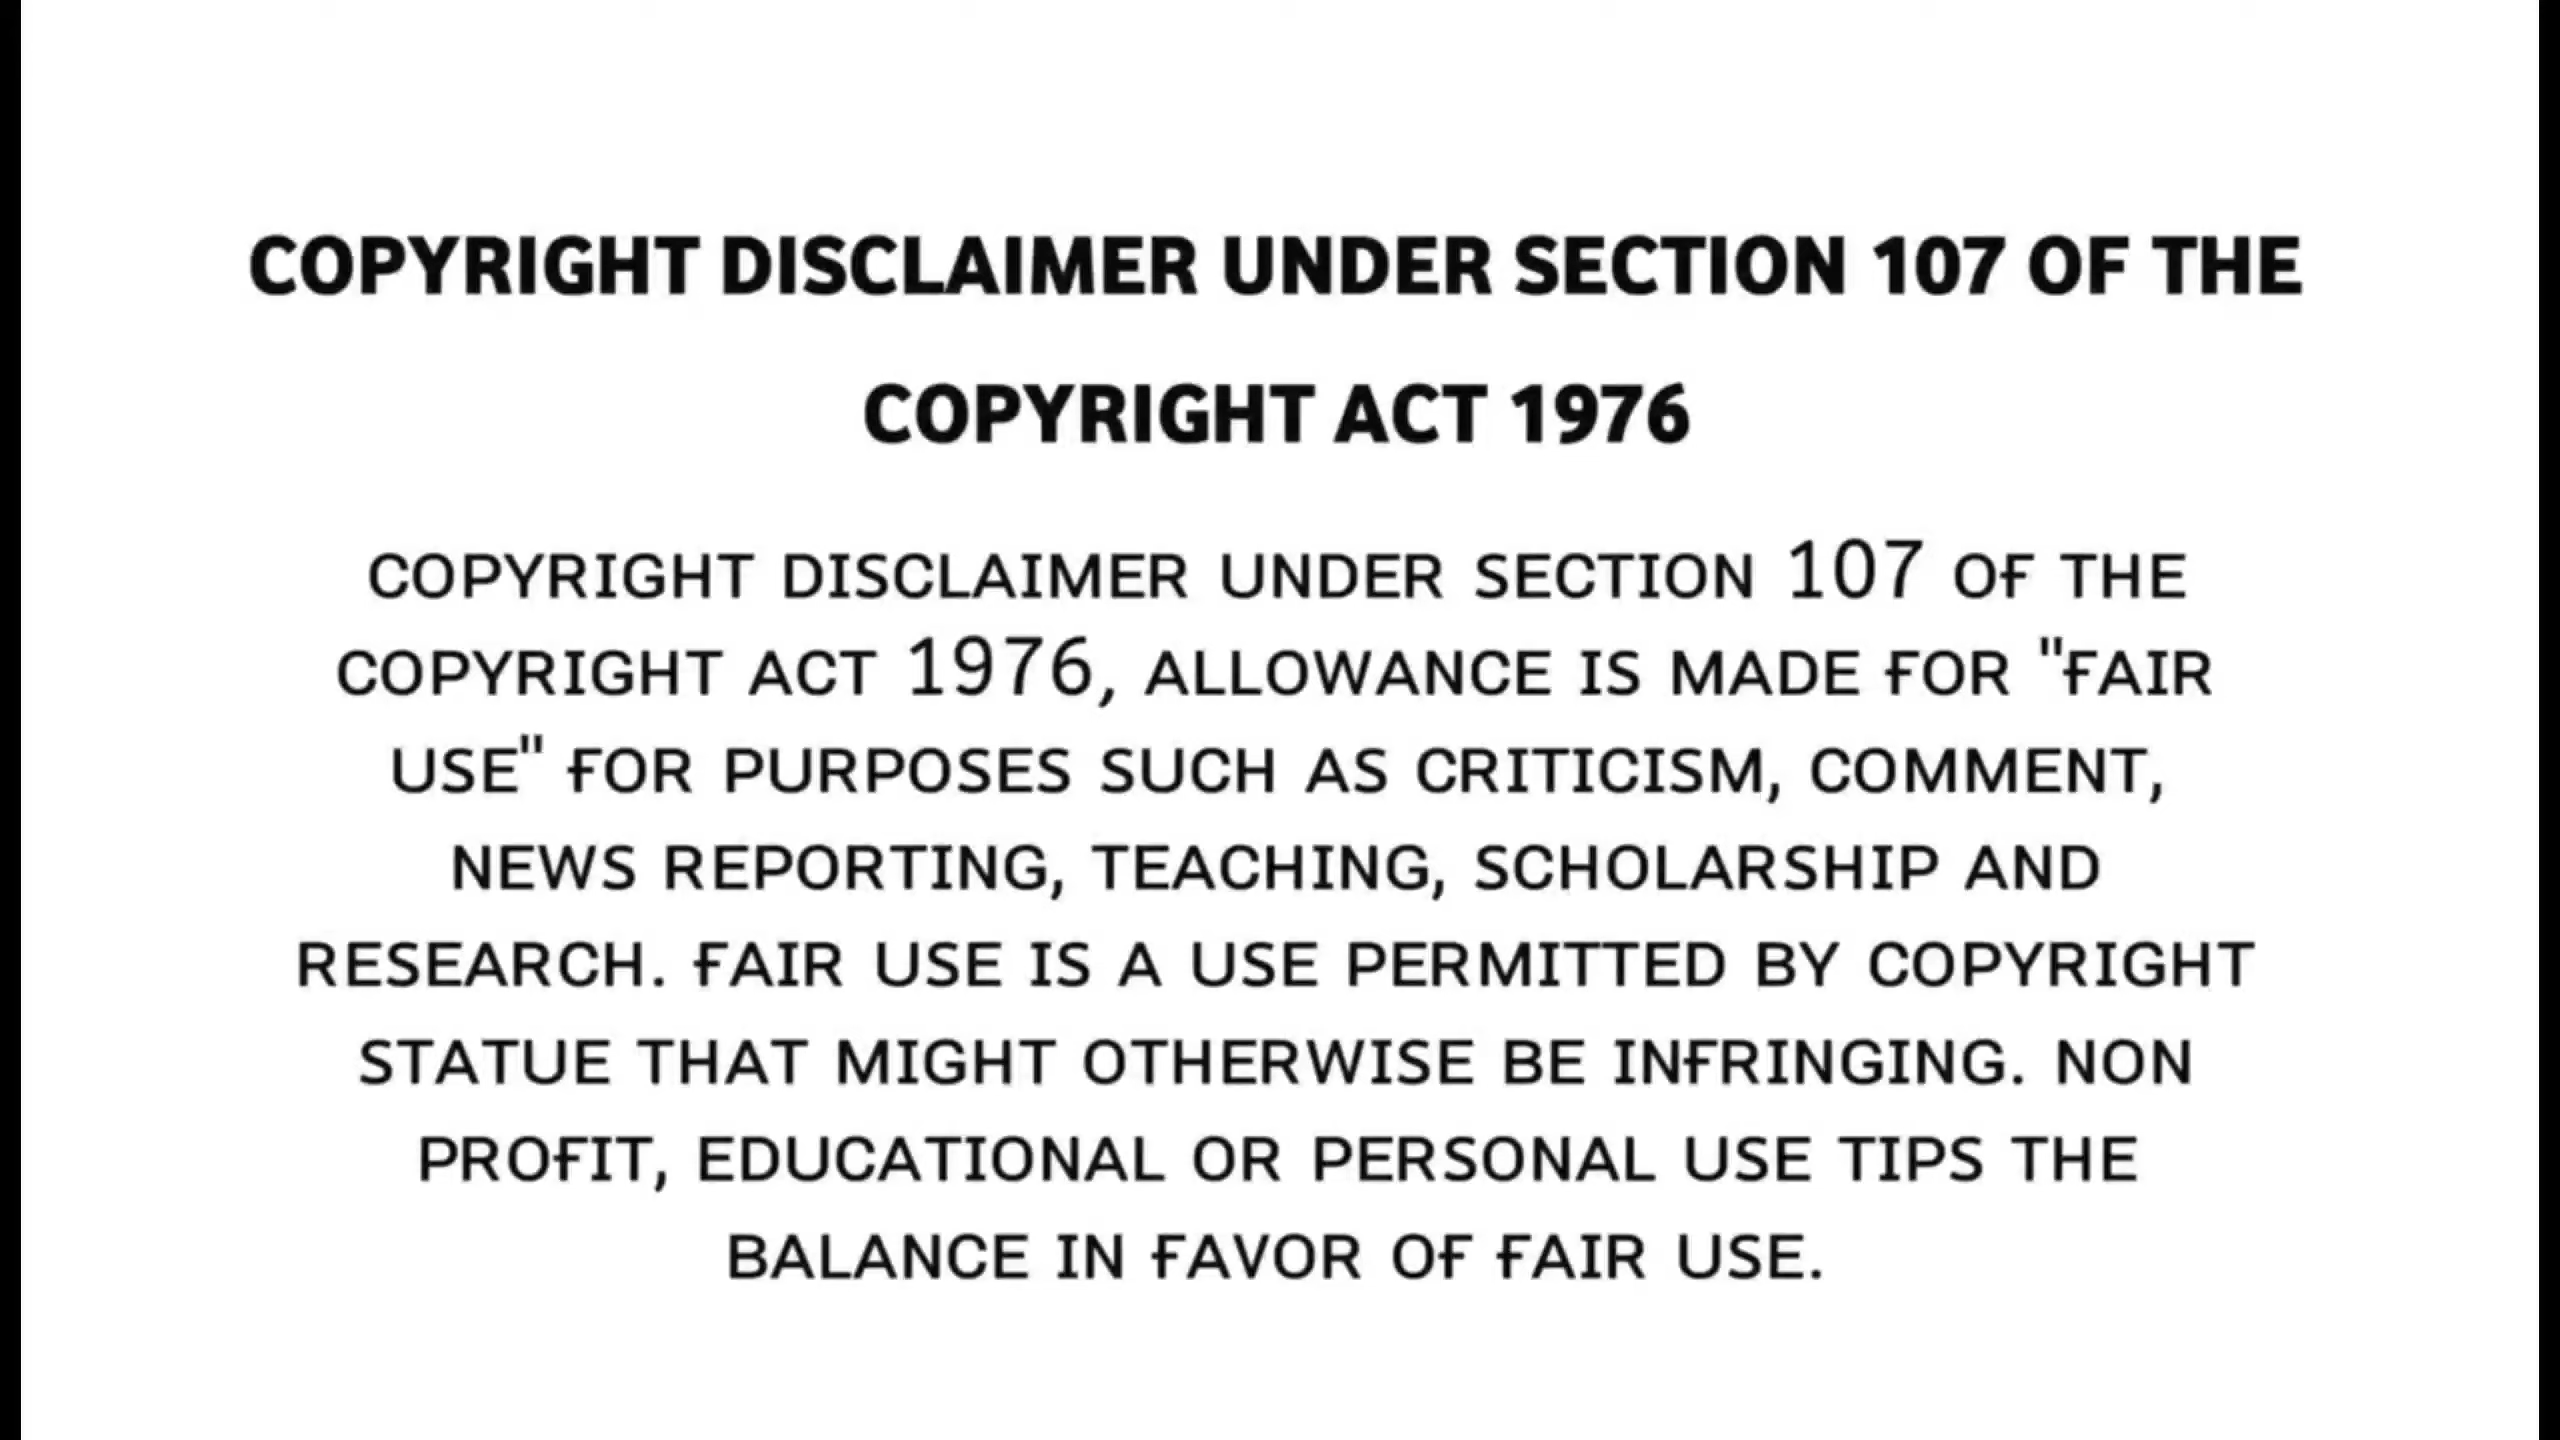 COPYRIGHT DISCLAIMER UNDER SECTION 107 OF THE
COPYRIGHT ACT 1976
COPYRIGHT DISCLAIMER UNDER SECTION 107 OF THE
COPYRIGHT ACT 1976, ALLOWANCE IS MADE FOR "FAIR
USE" FOR PURPOSES SUCH AS CRITICISM, COMMENT,
NEWS REPORTING, TEACHING, SCHOLARSHIP AND
RESEARCH. FAIR USE IS A USE PERMITTED BY COPYRIGHT
STATUE THAT MIGHT OTHERWISE BE INFRINGING. NON
PROFIT, EDUCATIONAL OR PERSONAL USE TIPS THE
BALANCE IN FAVOR OF FAIR USE.